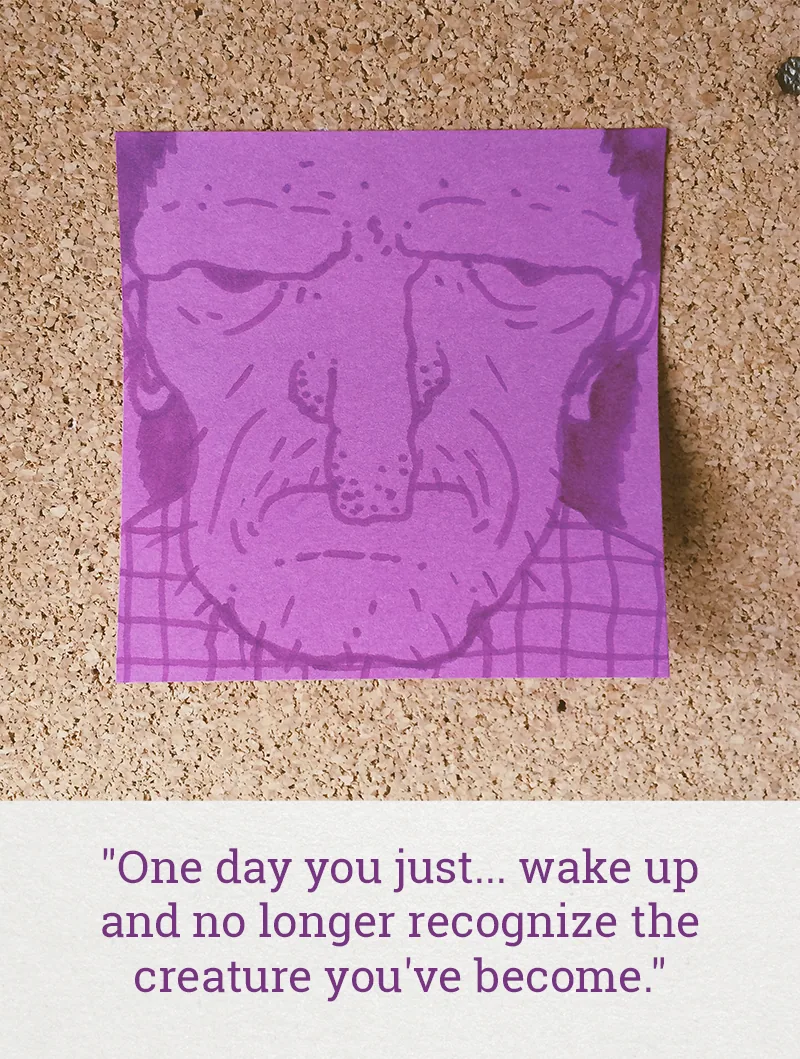 "One day you just... wake up
and no longer recognize the
creature you've become."